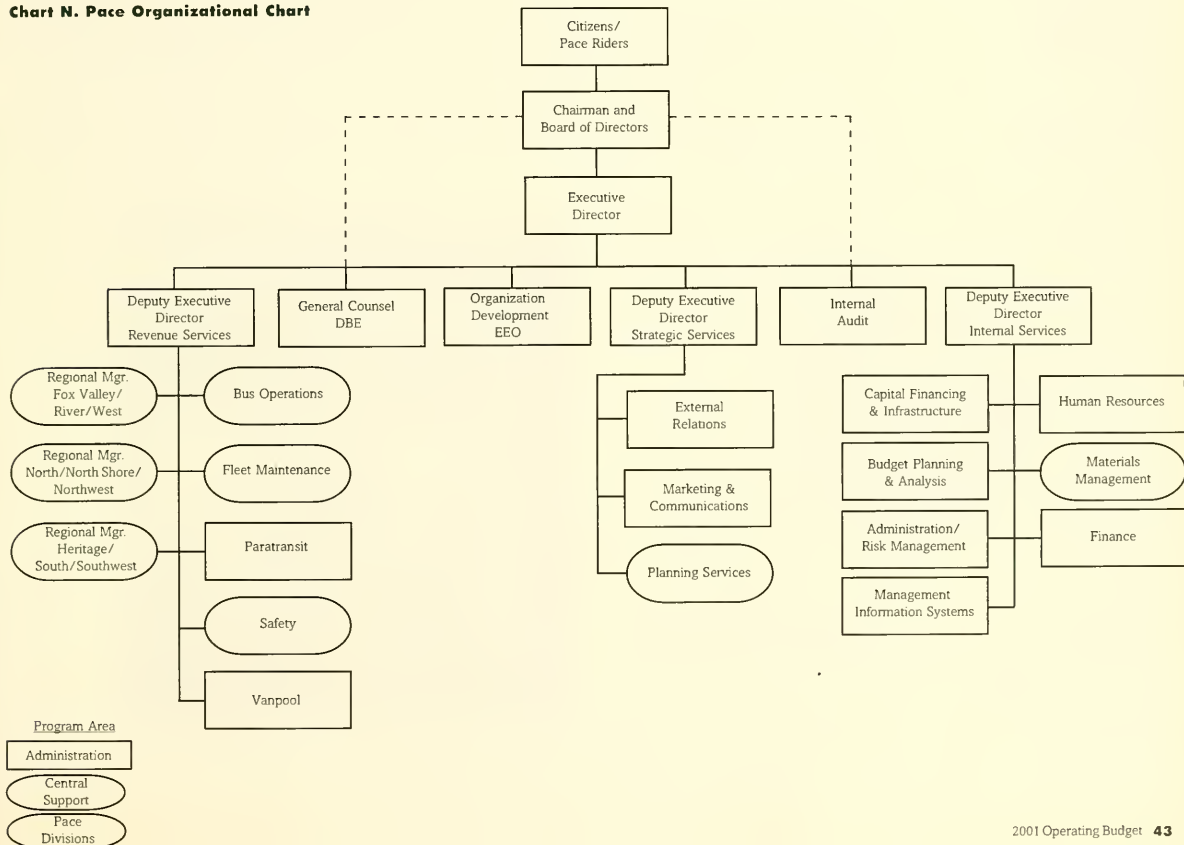 Chart N. Pace Organizational Chart
Citizens/
Pace Riders
Chairman and
Board of Directors
Executive
Director
Deputy Executive
Director
Revenue Services
General Counsel
DBE
Organization
Development
EEO
Deputy Executive
Director
Strategic Services
Internal
Audit
Deputy Executive
Director
Internal Services
Regional Mgr.
Fox Valley/
River/West
Bus Operations
Regional Mgr.
North/North Shore/
Northwest
Fleet Maintenance
Regional Mgr.
Heritage/
South/Southwest
Paratransit
Safety
Vanpool
External
Relations
Marketing &
Communications
Planning Services
Capital Financing
& Infrastructure
Human Resources
Budget Planning
& Analysis
Materials
Management
Administration/
Risk Management
Finance
Management
Information Systems
Program Area
Administration
Central
Support
Pace
Divisions
2001 Operating Budget 43